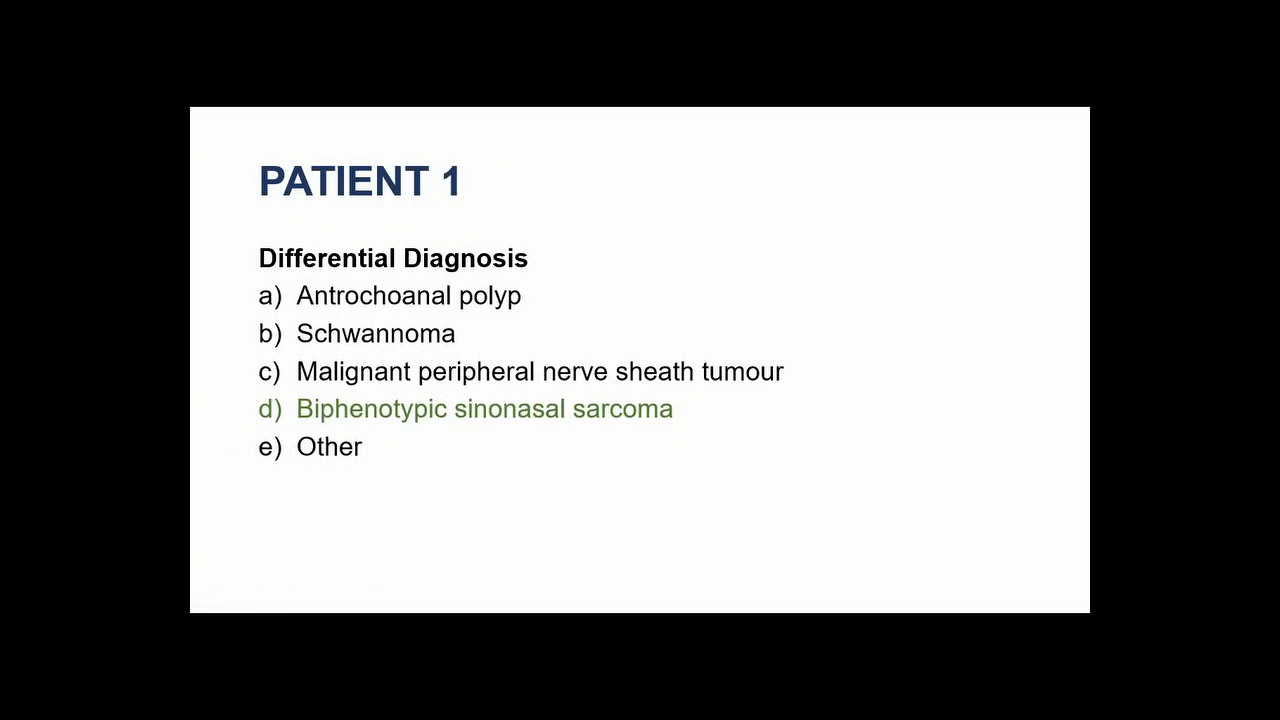 PATIENT 1
Differential Diagnosis
a) Antrochoanal polyp
b) Schwannoma
c) Malignant peripheral nerve sheath tumour
d) Biphenotypic sinonasal sarcoma
e) Other